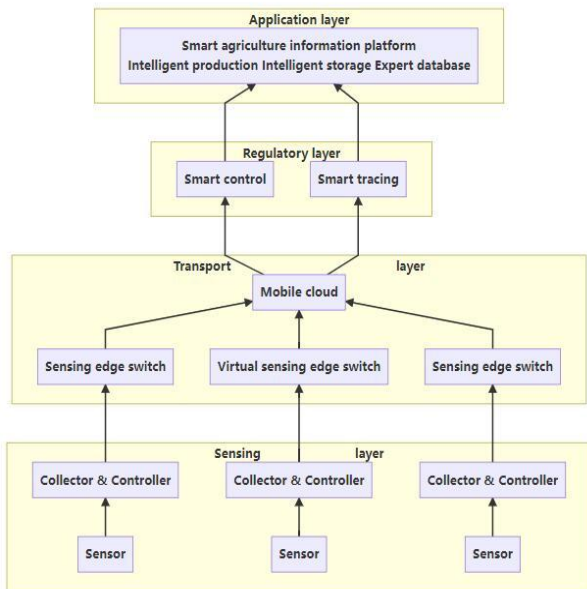 Application layer
Smart agriculture information platform
Intelligent production Intelligent storage Expert database
Regulatory layer
Smart control
Smart tracing
Transport layer
Mobile cloud
Sensing edge switch
Virtual sensing edge switch
Sensing edge switch
Sensing layer
Collector & Controller
Collector & Controller
Collector & Controller
Sensor
Sensor
Sensor